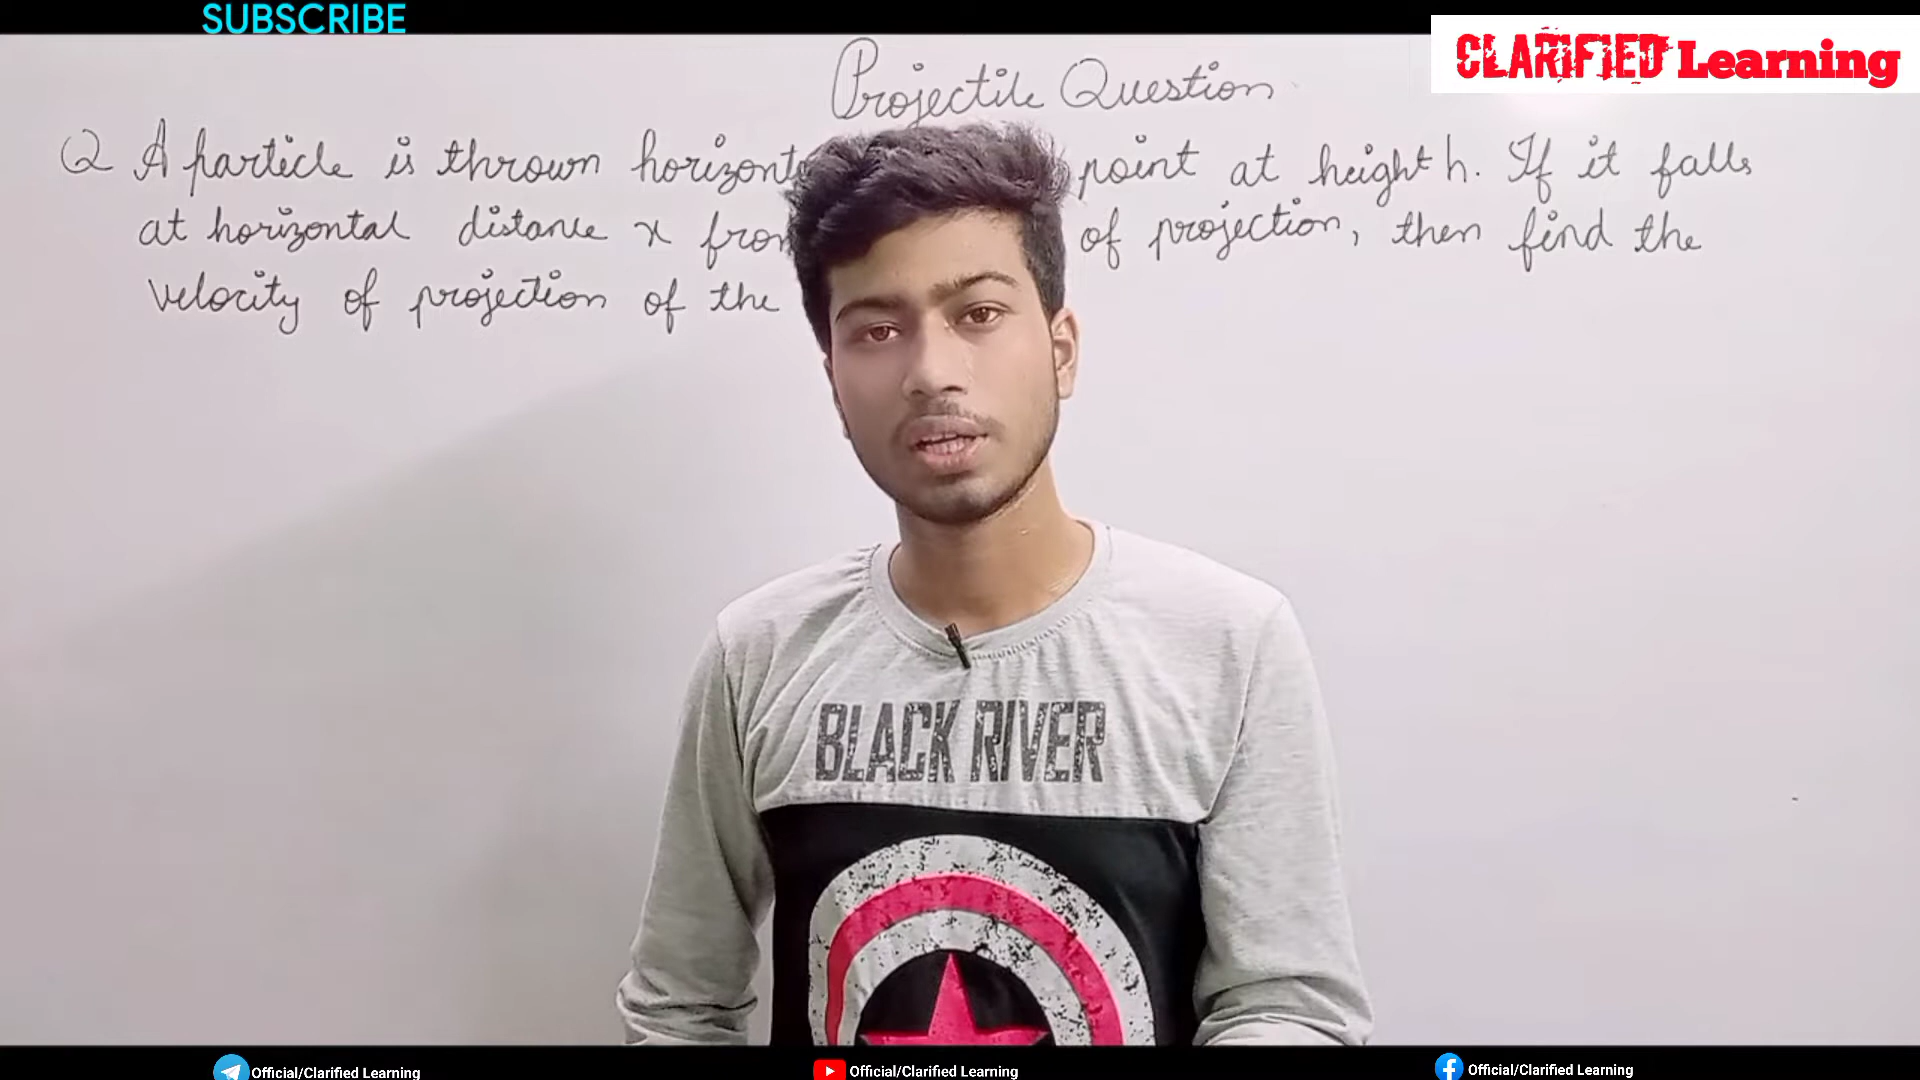 SUBSCRIBE
CLARIFIED Learning
Projectile Question
Q A particle is thrown point at height h. If it falls
at horizontal distance x from of projection, then find the
velocity of projection of the
BLACK RIVER
Official/Clarified Learning
Official/Clarified Learning
Official/Clarified Learning